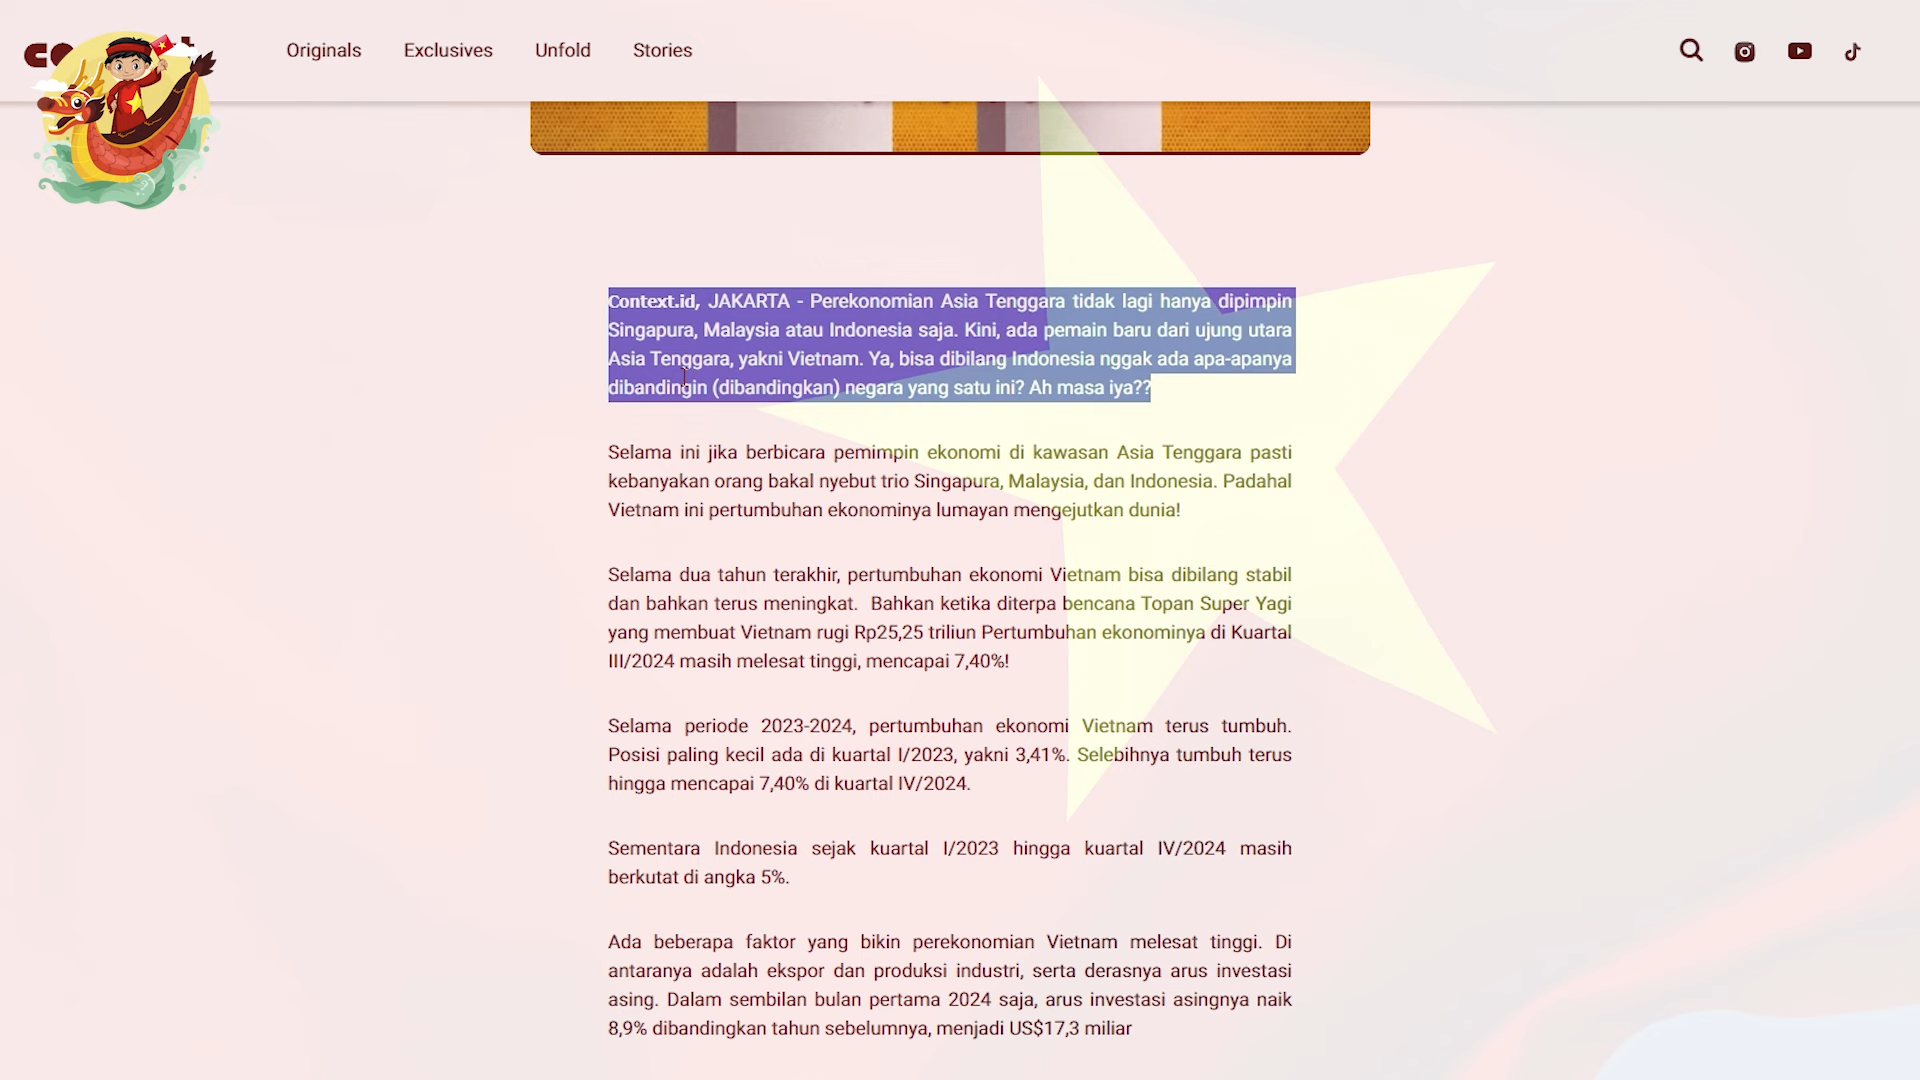 Originals Exclusives Unfold Stories
Context.id, JAKARTA - Perekonomian Asia Tenggara tidak lagi hanya dipimpin
Singapura, Malaysia atau Indonesia saja. Kini, ada pemain baru dari ujung utara
Asia Tenggara, yakni Vietnam. Ya, bisa dibilang Indonesia nggak ada apa-apanya
dibandingin (dibandingkan) negara yang satu ini? Ah masa iya??
Selama ini jika berbicara pemimpin ekonomi di kawasan Asia Tenggara pasti
kebanyakan orang bakal nyebut trio Singapura, Malaysia, dan Indonesia. Padahal
Vietnam ini pertumbuhan ekonominya lumayan mengejutkan dunia!
Selama dua tahun terakhir, pertumbuhan ekonomi Vietnam bisa dibilang stabil
dan bahkan terus meningkat. Bahkan ketika diterpa bencana Topan Super Yagi
yang membuat Vietnam rugi Rp25,25 triliun Pertumbuhan ekonominya di Kuartal
III/2024 masih melesat tinggi, mencapai 7,40%!
Selama periode 2023-2024, pertumbuhan ekonomi Vietnam terus tumbuh.
Posisi paling kecil ada di kuartal I/2023, yakni 3,41%. Selebihnya tumbuh terus
hingga mencapai 7,40% di kuartal IV/2024.
Sementara Indonesia sejak kuartal I/2023 hingga kuartal IV/2024 masih
berkutat di angka 5%.
Ada beberapa faktor yang bikin perekonomian Vietnam melesat tinggi. Di
antaranya adalah ekspor dan produksi industri, serta derasnya arus investasi
asing. Dalam sembilan bulan pertama 2024 saja, arus investasi asingnya naik
8,9% dibandingkan tahun sebelumnya, menjadi US$17,3 miliar